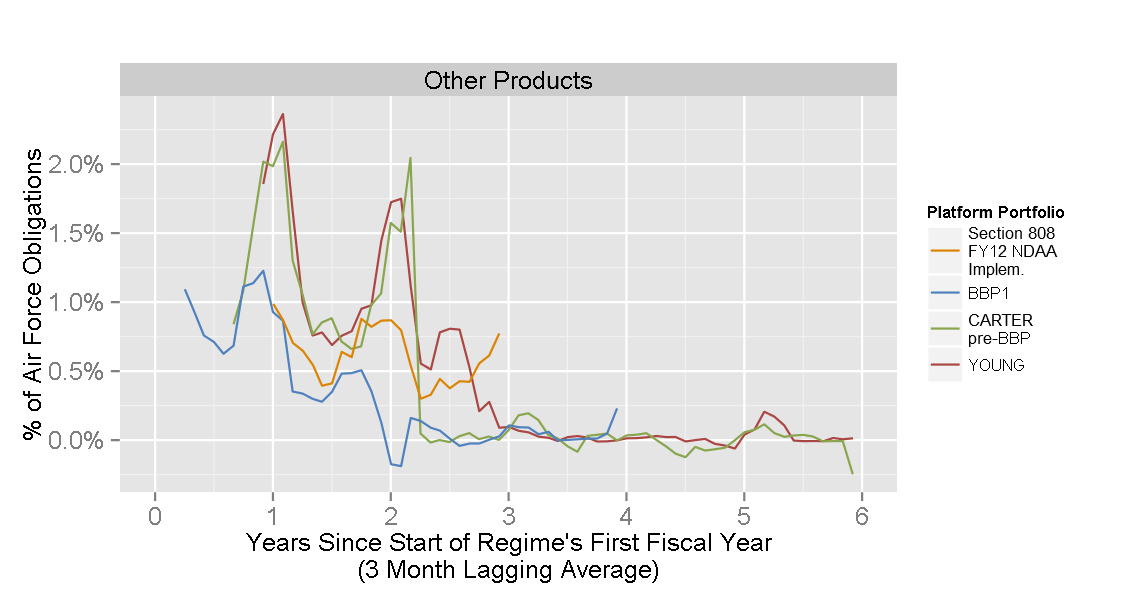 Other Products
% of Air Force Obligations
2.0%
1.5%
1.0%
0.5%
0.0%
0 1 2 3 4 5 6
Years Since Start of Regime's First Fiscal Year
(3 Month Lagging Average)
Platform Portfolio
Section 808
FY12 NDAA
Implem.
BBP1
CARTER
pre-BBP
YOUNG